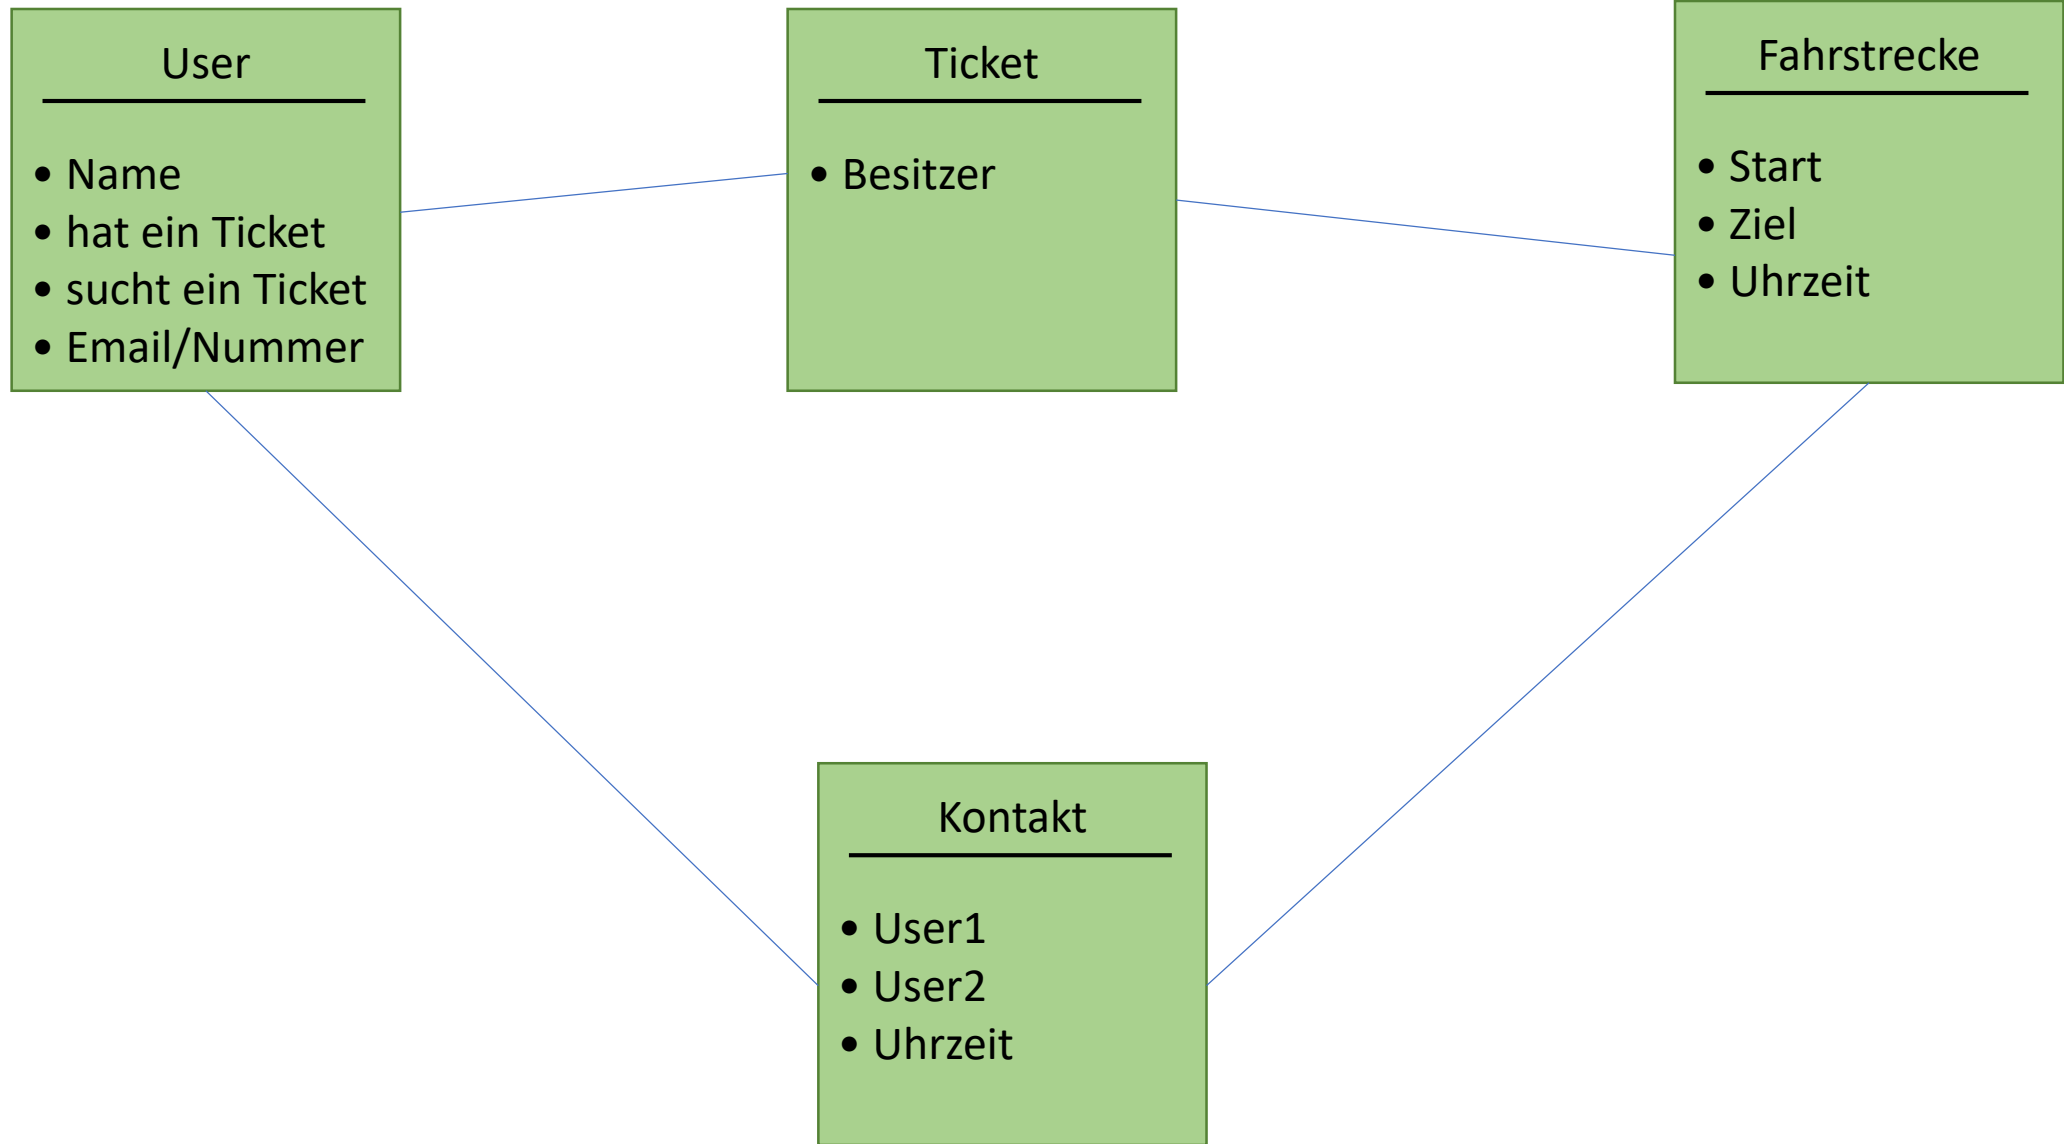 User
• Name
• hat ein Ticket
• sucht ein Ticket
• Email/Nummer
Ticket
• Besitzer
Fahrstrecke
• Start
• Ziel
• Uhrzeit
Kontakt
• User1
• User2
• Uhrzeit